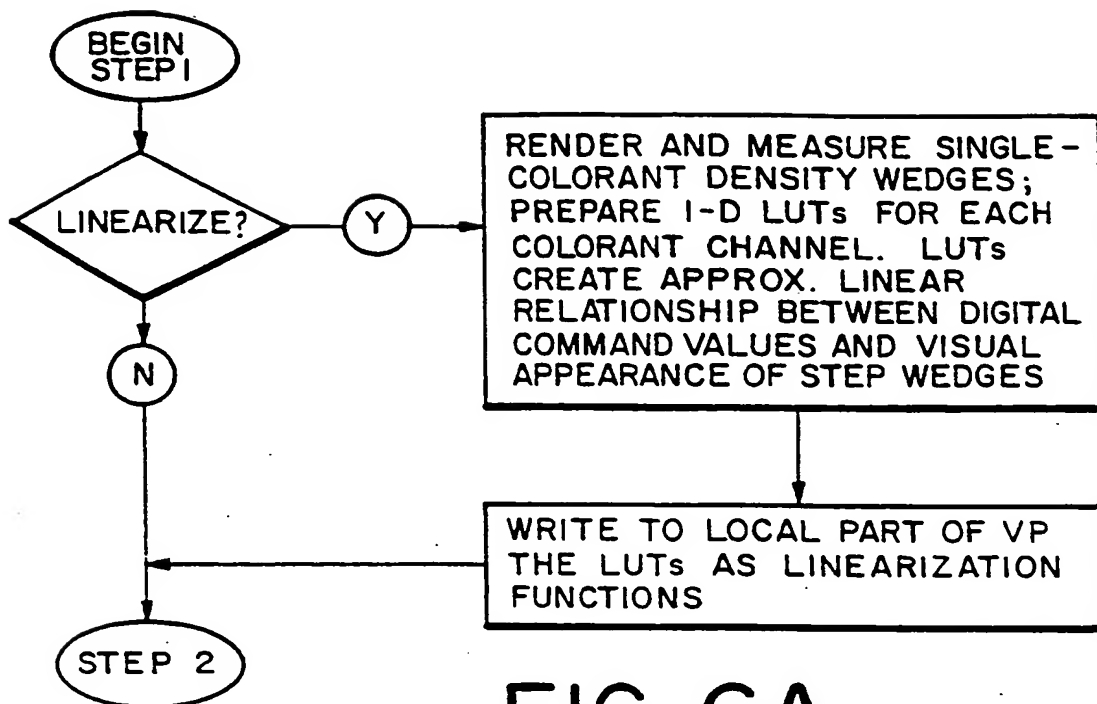 BEGIN
STEP 1
LINEARIZE?
Y
RENDER AND MEASURE SINGLE-
COLORANT DENSITY WEDGES;
PREPARE 1-D LUTs FOR EACH
COLORANT CHANNEL. LUTs
CREATE APPROX. LINEAR
RELATIONSHIP BETWEEN DIGITAL
COMMAND VALUES AND VISUAL
APPEARANCE OF STEP WEDGES
N
WRITE TO LOCAL PART OF VP
THE LUTs AS LINEARIZATION
FUNCTIONS
STEP 2
FIG. 6A